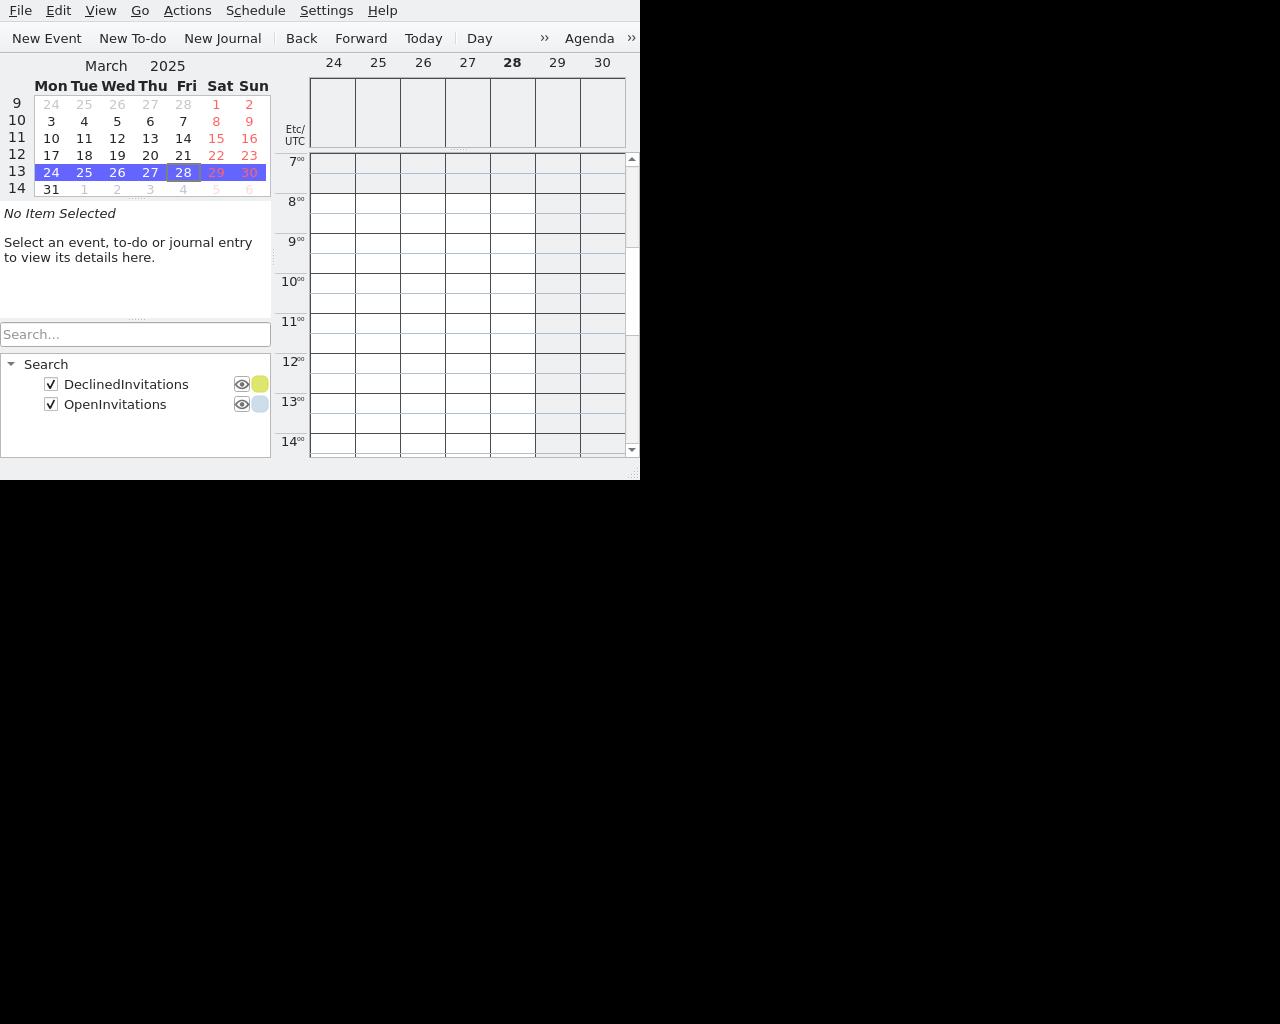 File Edit View Go Actions Schedule Settings Help
New Event New To-do New Journal Back Forward Today Day ›› Agenda ››
March 2025
Mon Tue Wed Thu Fri Sat Sun
9 24 25 26 27 28 1 2
10 3 4 5 6 7 8 9
11 10 11 12 13 14 15 16
12 17 18 19 20 21 22 23
13 24 25 26 27 28 29 30
14 31 1 2 3 4 5 6
No Item Selected
Select an event, to-do or journal entry
to view its details here.
Search...
Search
DeclinedInvitations
OpenInvitations
24 25 26 27 28 29 30
Etc/
UTC
7 00
8 00
9 00
10 00
11 00
12 00
13 00
14 00